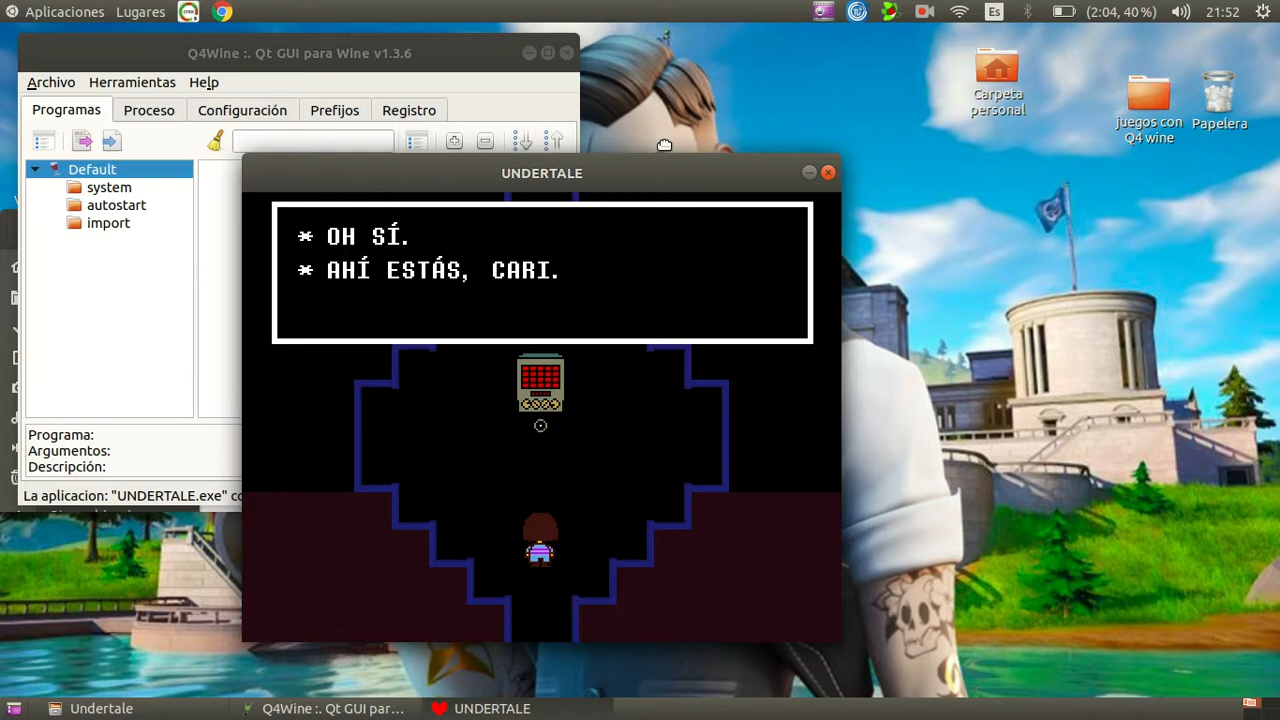 Aplicaciones Lugares
Es (2:04, 40 %) 21:52
Q4Wine :. Qt GUI para Wine v1.3.6
Archivo Herramientas Help
Programas Proceso Configuración Prefijos Registro
Default
system
autostart
import
Programa:
Argumentos:
Descripción:
La aplicacion: "UNDERTALE.exe" co
UNDERTALE
* OH SÍ.
* AHÍ ESTÁS, CARI.
Carpeta
personal
juegos con
Q4 wine
Papelera
Undertale
Q4Wine :. Qt GUI par...
UNDERTALE